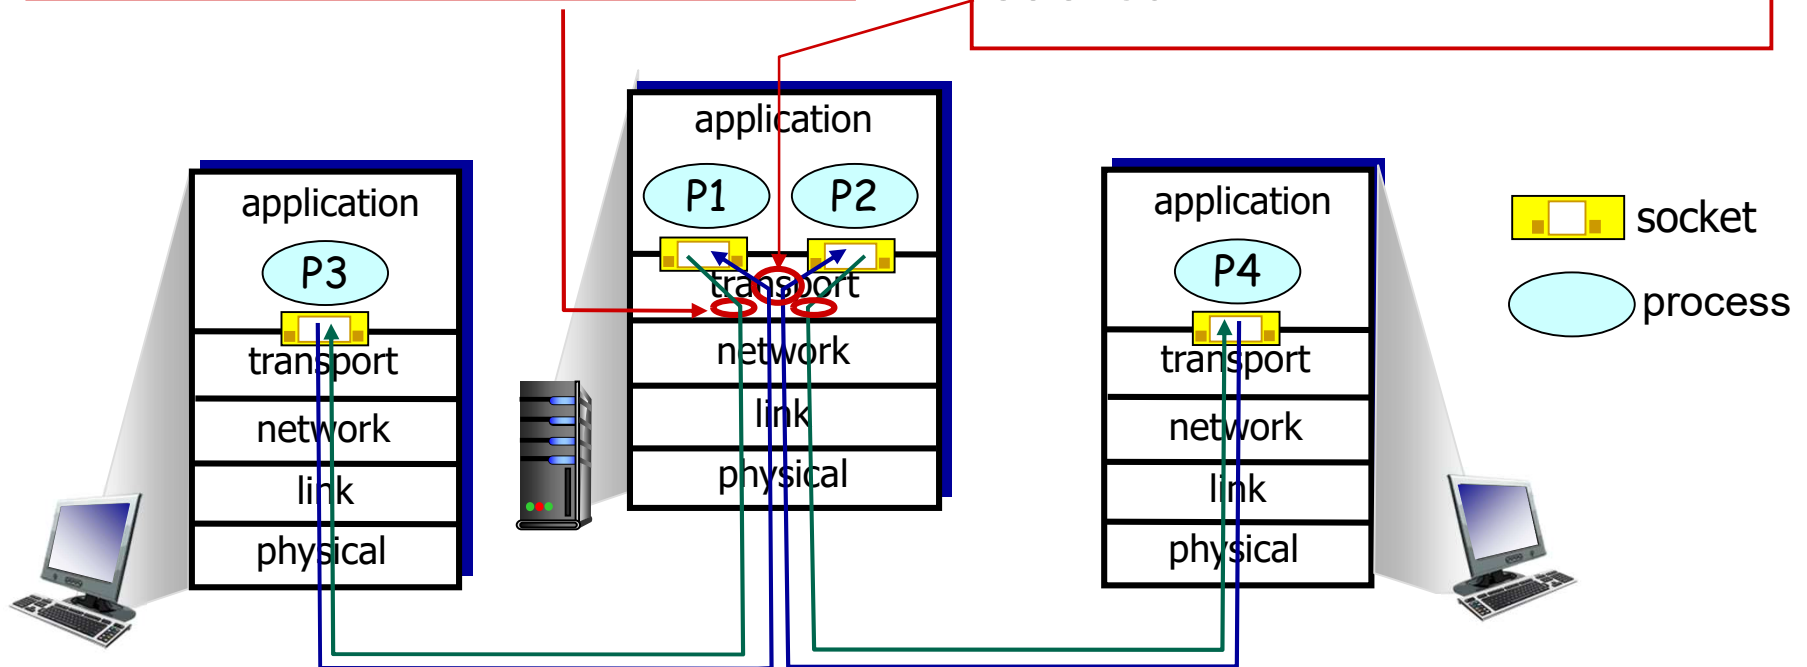 application
P1
P2
transport
network
link
physical
application
P3
transport
network
link
physical
application
P4
transport
network
link
physical
socket
process